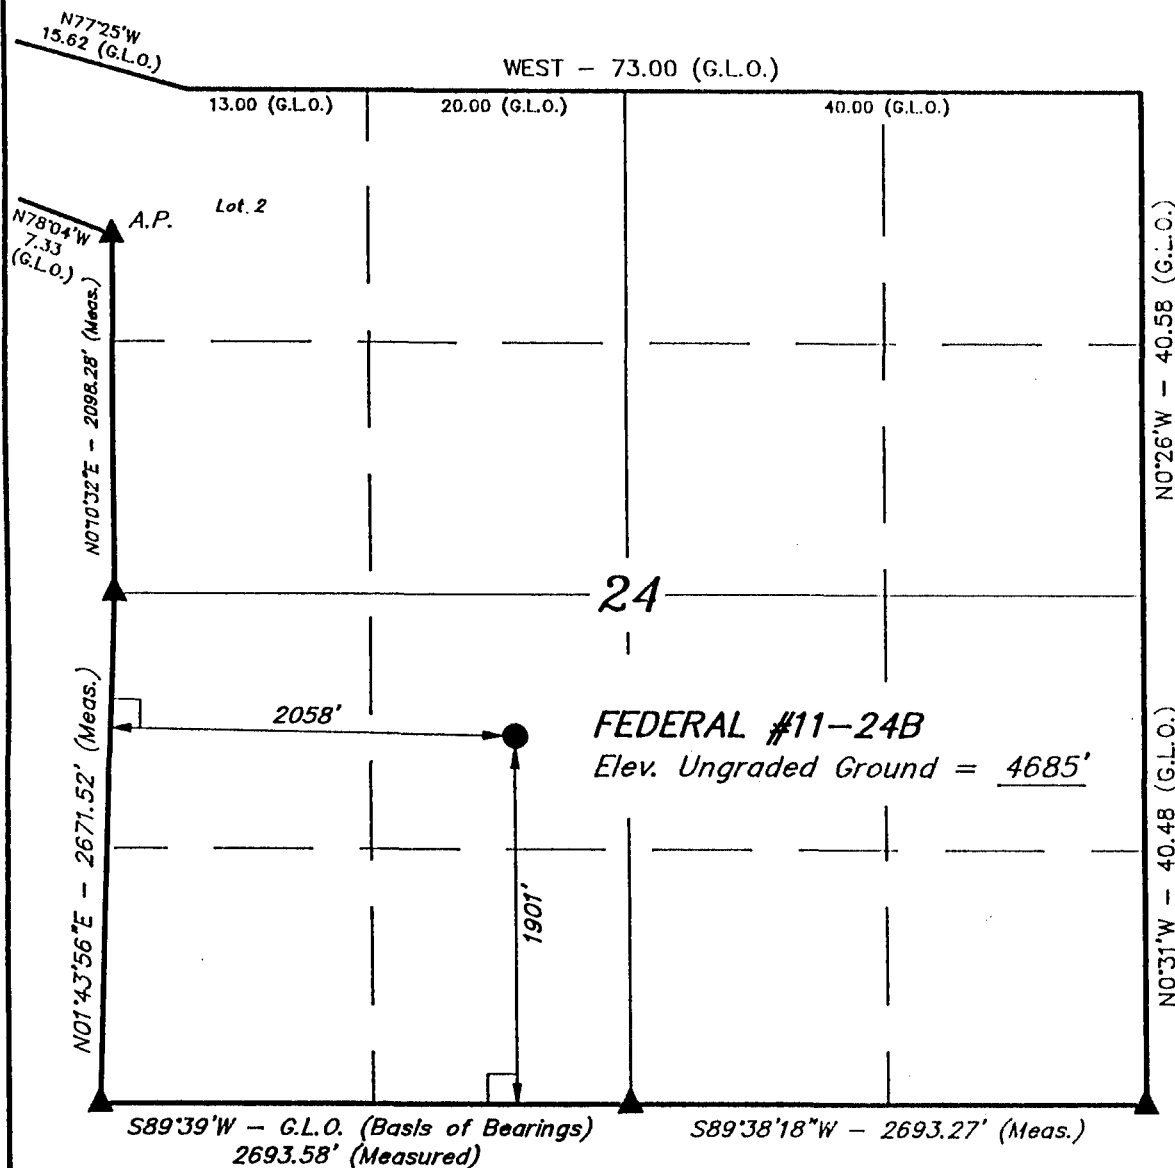 N77°25'W
15.62 (G.L.O.)
WEST – 73.00 (G.L.O.)
13.00 (G.L.O.)
20.00 (G.L.O.)
40.00 (G.L.O.)
N78°04'W
7.33
(G.L.O.)
A.P.
Lot 2
N0°10'32"E – 2098.28' (Meas.)
N0°26'W – 40.58 (G.L.O.)
24
2058'
FEDERAL #11-24B
Elev. Ungraded Ground = 4685'
N01°43'56"E – 2671.52' (Meas.)
1901'
N0°31'W – 40.48 (G.L.O.)
S89°39'W – G.L.O. (Basis of Bearings)
2693.58' (Measured)
S89°38'18"W – 2693.27' (Meas.)